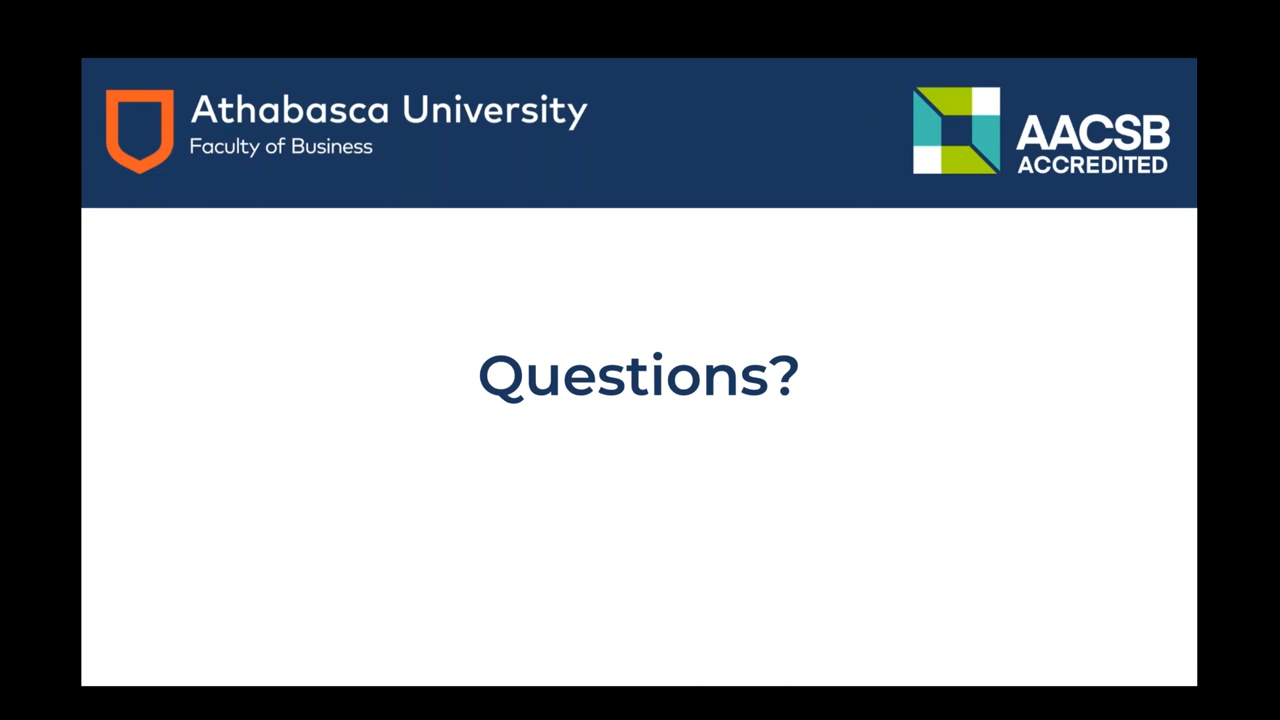 Athabasca University
Faculty of Business
AACSB
ACCREDITED
Questions?